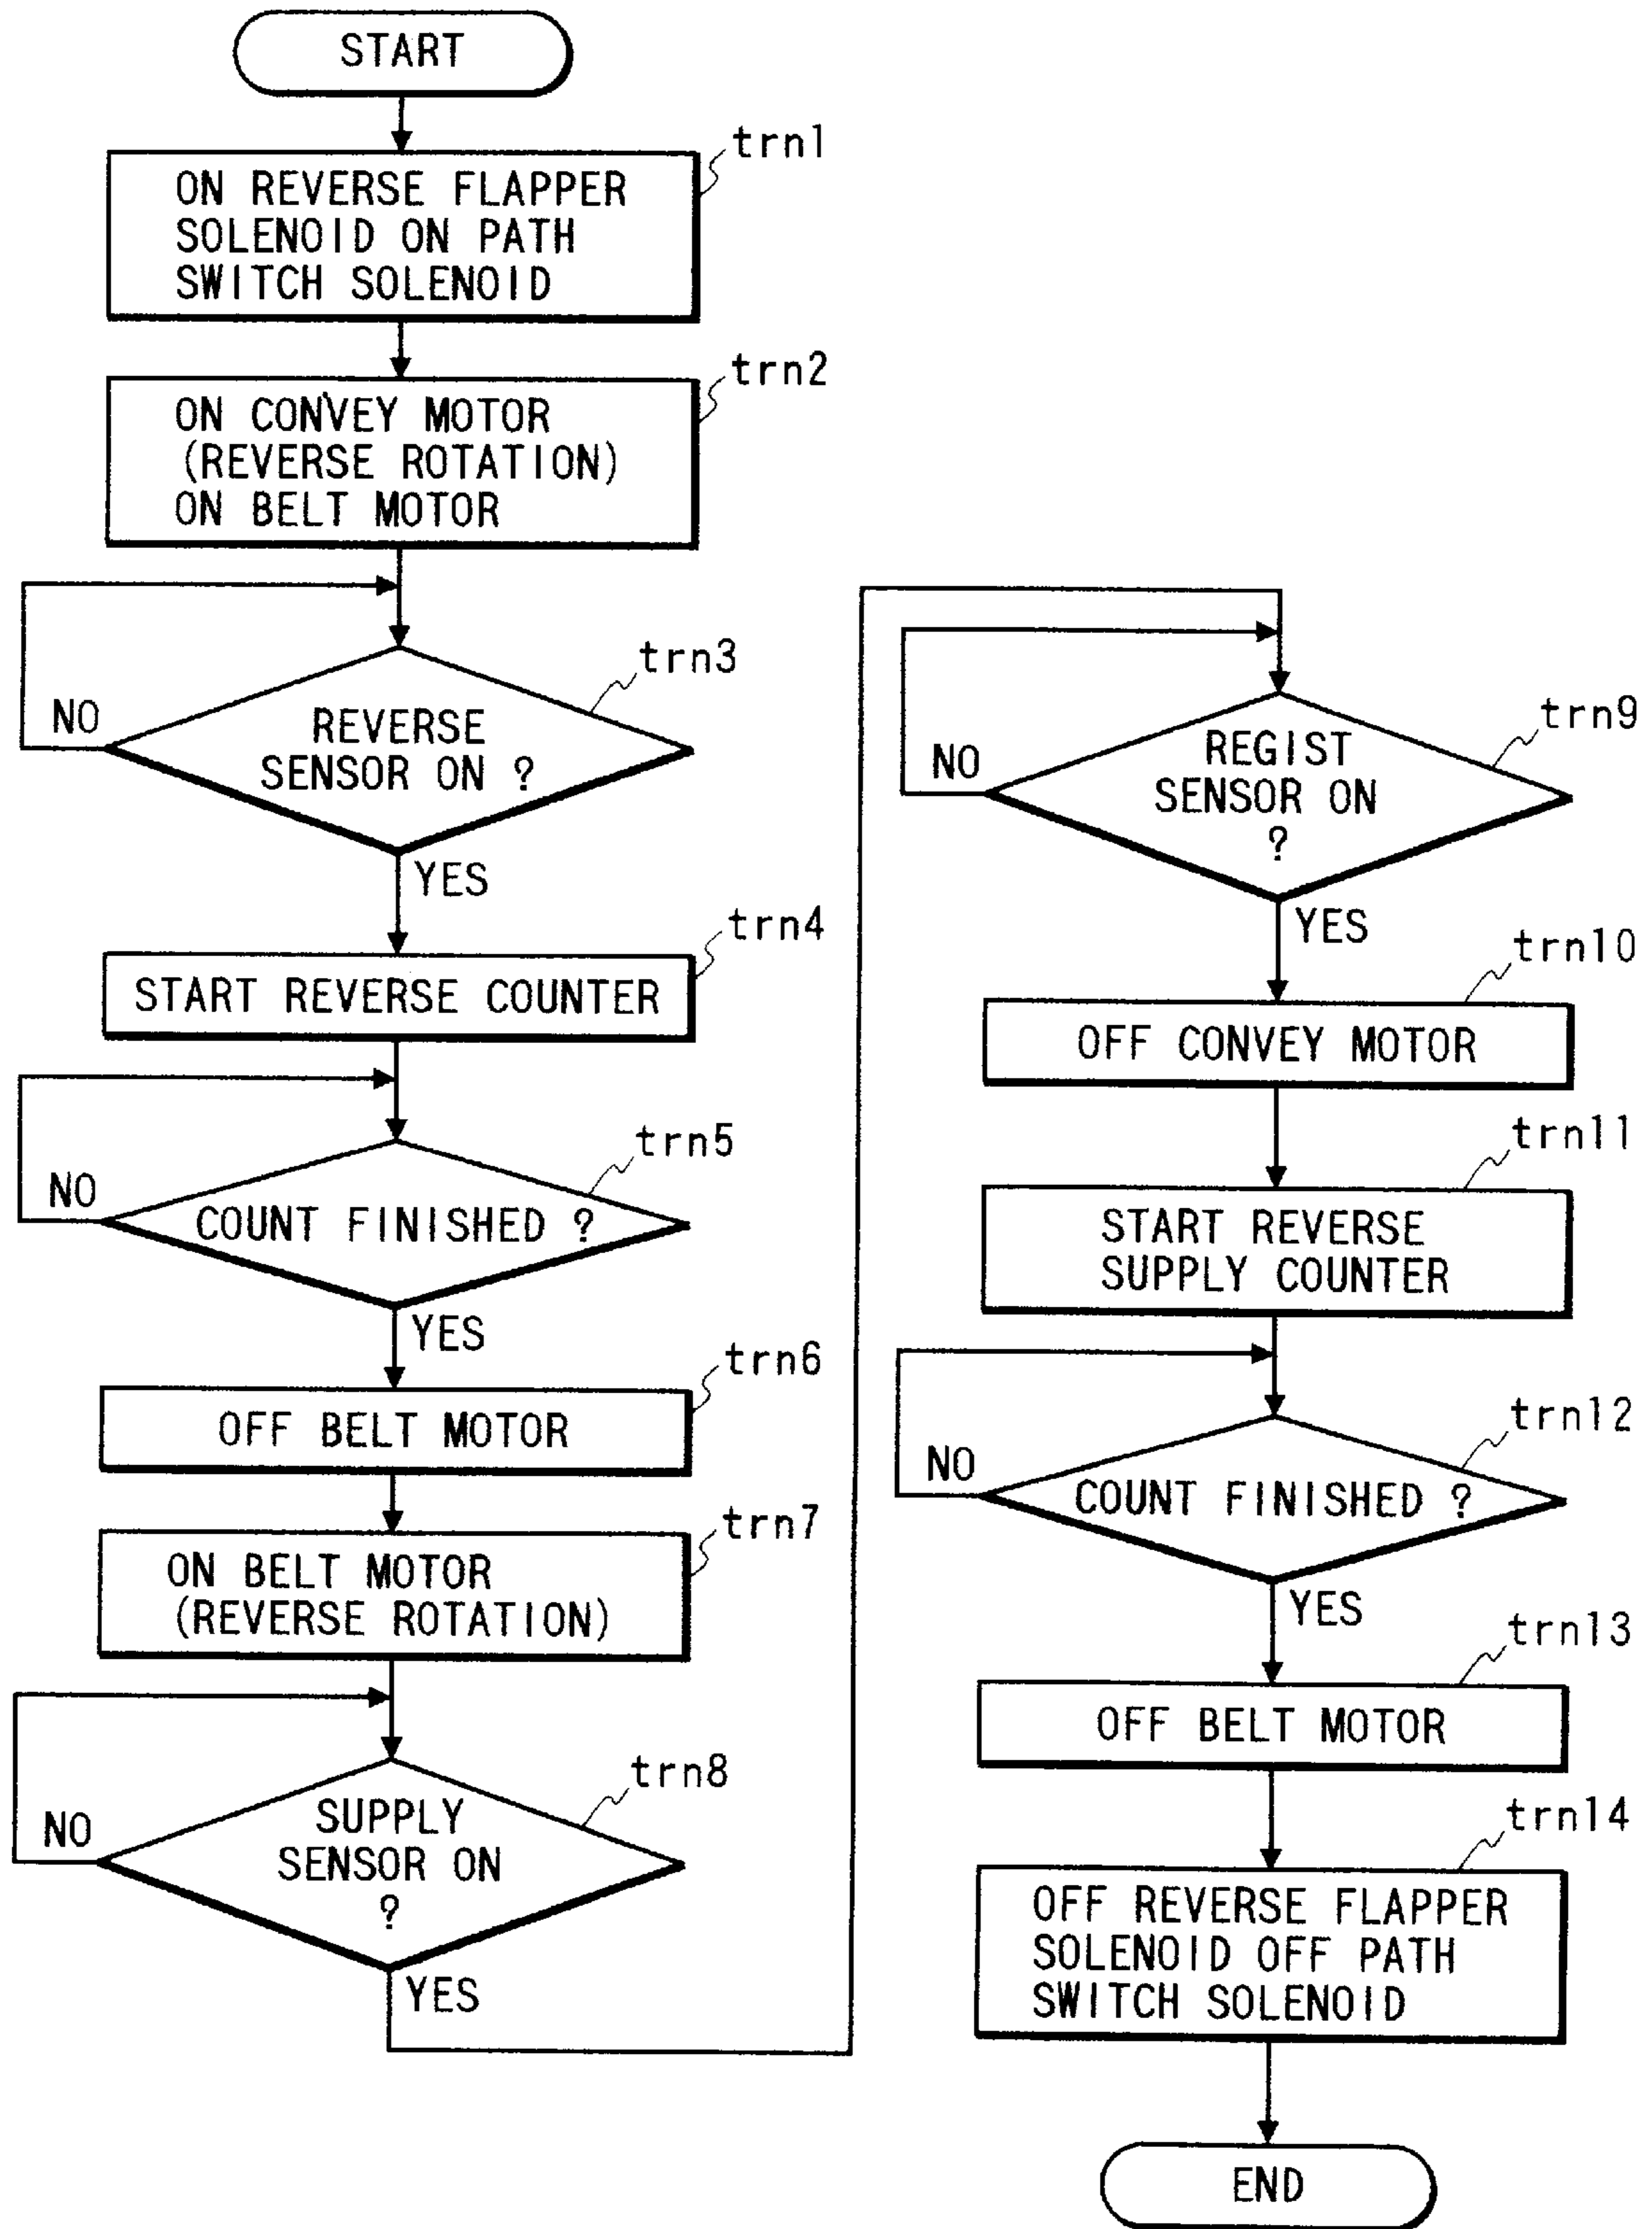 START
trn1
ON REVERSE FLAPPER
SOLENOID ON PATH
SWITCH SOLENOID
trn2
ON CONVEY MOTOR
(REVERSE ROTATION)
ON BELT MOTOR
trn3
NO
REVERSE
SENSOR ON ?
YES
trn4
START REVERSE COUNTER
trn5
NO
COUNT FINISHED ?
YES
trn6
OFF BELT MOTOR
trn7
ON BELT MOTOR
(REVERSE ROTATION)
trn8
NO
SUPPLY
SENSOR ON
?
YES
trn9
NO
REGIST
SENSOR ON
?
YES
trn10
OFF CONVEY MOTOR
trn11
START REVERSE
SUPPLY COUNTER
trn12
NO
COUNT FINISHED ?
YES
trn13
OFF BELT MOTOR
trn14
OFF REVERSE FLAPPER
SOLENOID OFF PATH
SWITCH SOLENOID
END